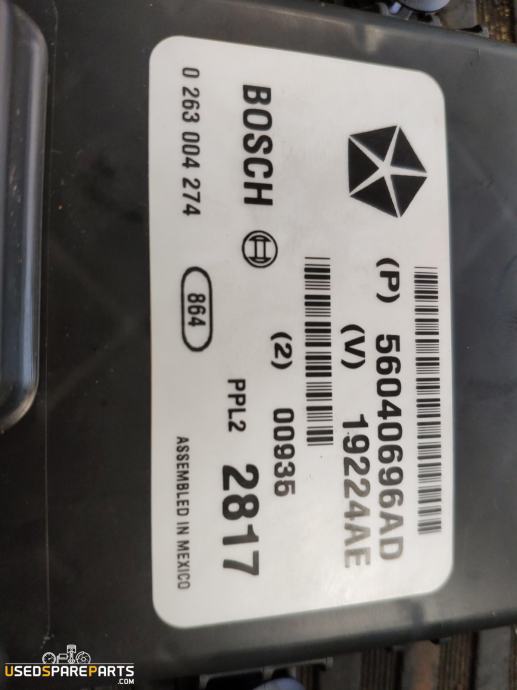 (P) 56040696AD
(V) 19224AE
(2) 00935
BOSCH
PPL2 2817
0 263 004 274
864
ASSEMBLED IN MEXICO
USEDSPAREPARTS
.COM